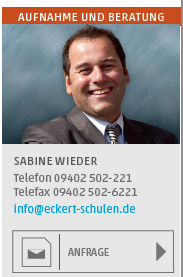 AUFNAHME UND BERATUNG
SABINE WIEDER
Telefon 09402 502-221
Telefax 09402 502-6221
info@eckert-schulen.de
ANFRAGE